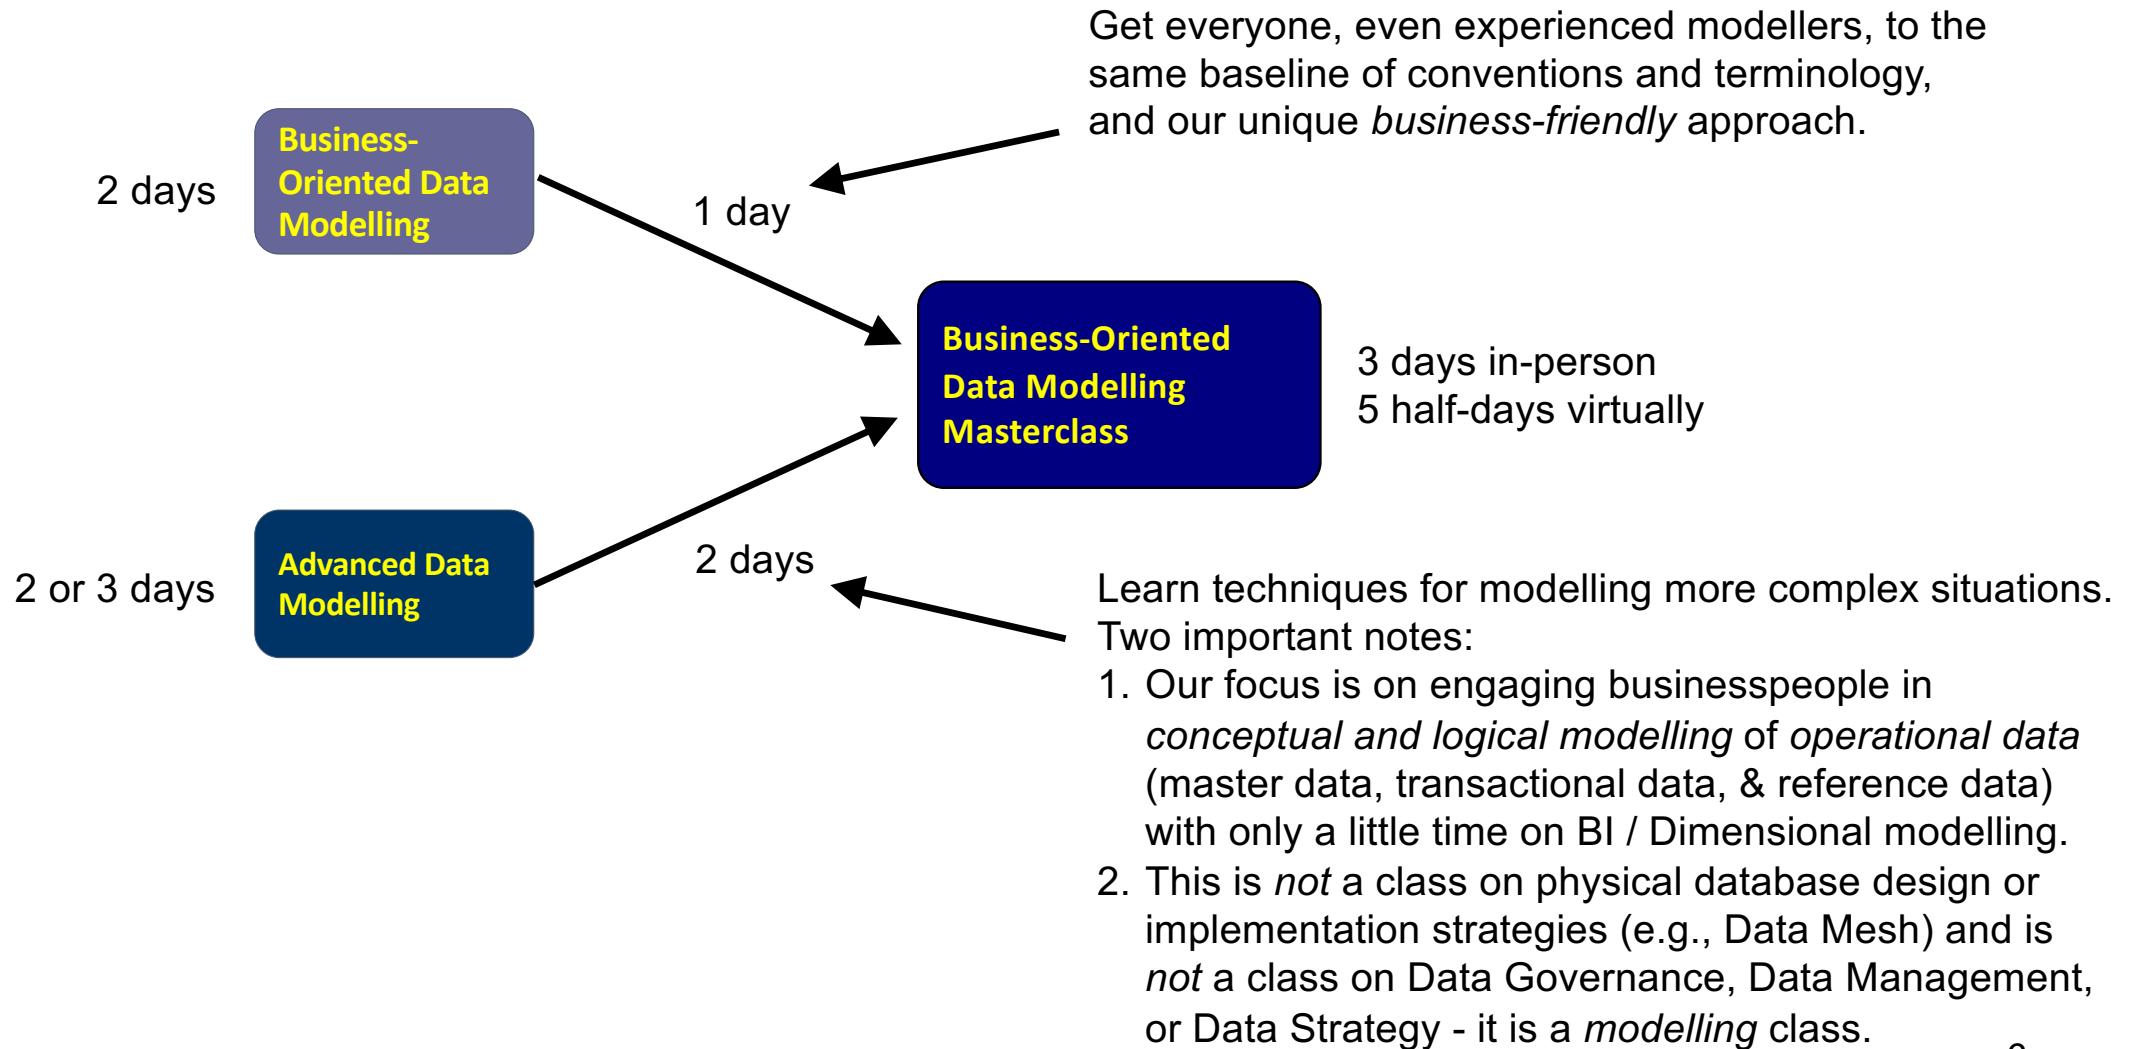 Get everyone, even experienced modellers, to the
same baseline of conventions and terminology,
and our unique business-friendly approach.
Business-
Oriented Data
Modelling
2 days
1 day
Business-Oriented
Data Modelling
Masterclass
3 days in-person
5 half-days virtually
Advanced Data
Modelling
2 or 3 days
2 days
Learn techniques for modelling more complex situations.
Two important notes:
1. Our focus is on engaging businesspeople in
conceptual and logical modelling of operational data
(master data, transactional data, & reference data)
with only a little time on BI / Dimensional modelling.
2. This is not a class on physical database design or
implementation strategies (e.g., Data Mesh) and is
not a class on Data Governance, Data Management,
or Data Strategy - it is a modelling class.